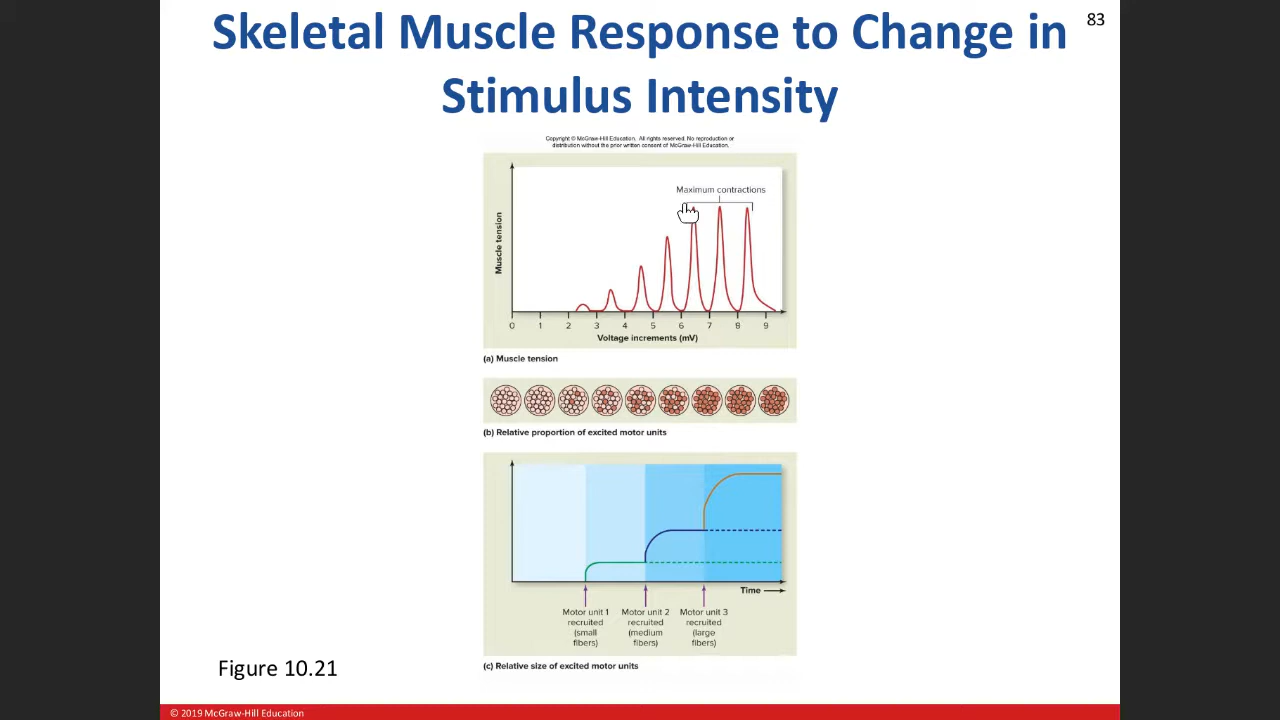 Skeletal Muscle Response to Change in
Stimulus Intensity
83
Copyright © McGraw-Hill Education. All rights reserved. No reproduction or
distribution without the prior written consent of McGraw-Hill Education.
Maximum contractions
Muscle tension
0 1 2 3 4 5 6 7 8 9
Voltage increments (mV)
(a) Muscle tension
(b) Relative proportion of excited motor units
Time
Motor unit 1
recruited
(small
fibers)
Motor unit 2
recruited
(medium
fibers)
Motor unit 3
recruited
(large
fibers)
(c) Relative size of excited motor units
Figure 10.21
© 2019 McGraw-Hill Education